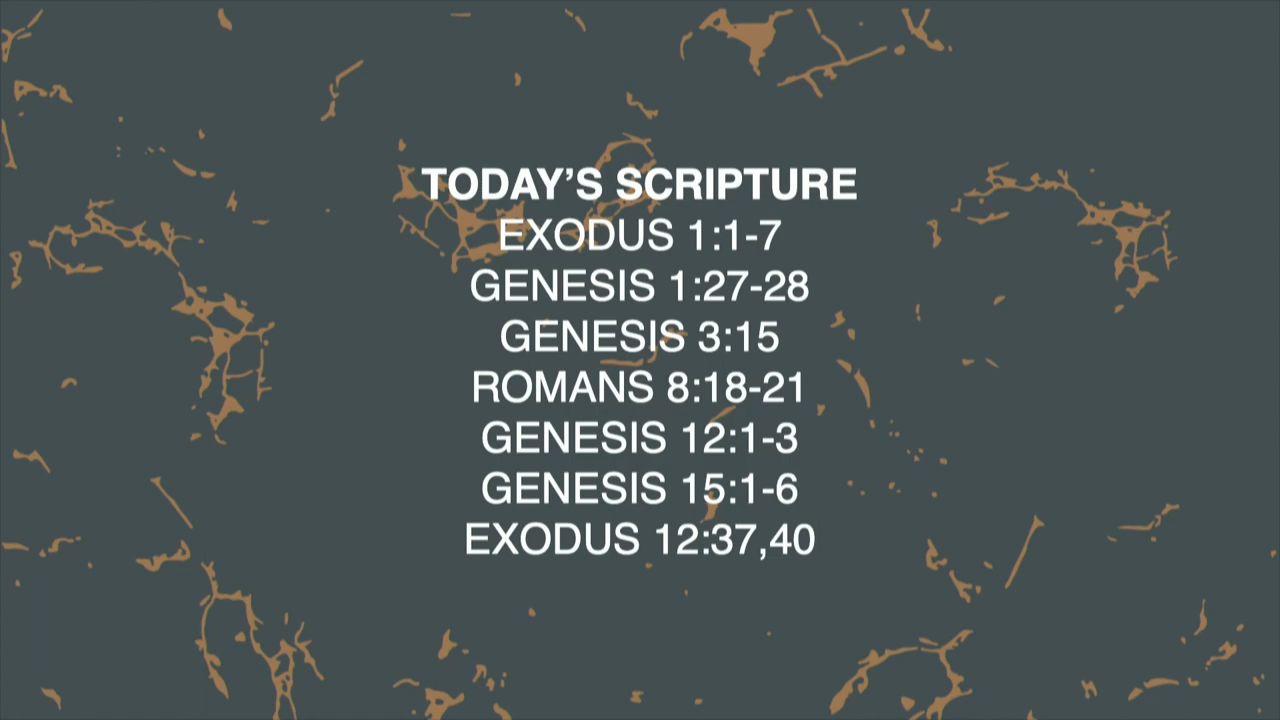 TODAY’S SCRIPTURE
EXODUS 1:1-7
GENESIS 1:27-28
GENESIS 3:15
ROMANS 8:18-21
GENESIS 12:1-3
GENESIS 15:1-6
EXODUS 12:37,40